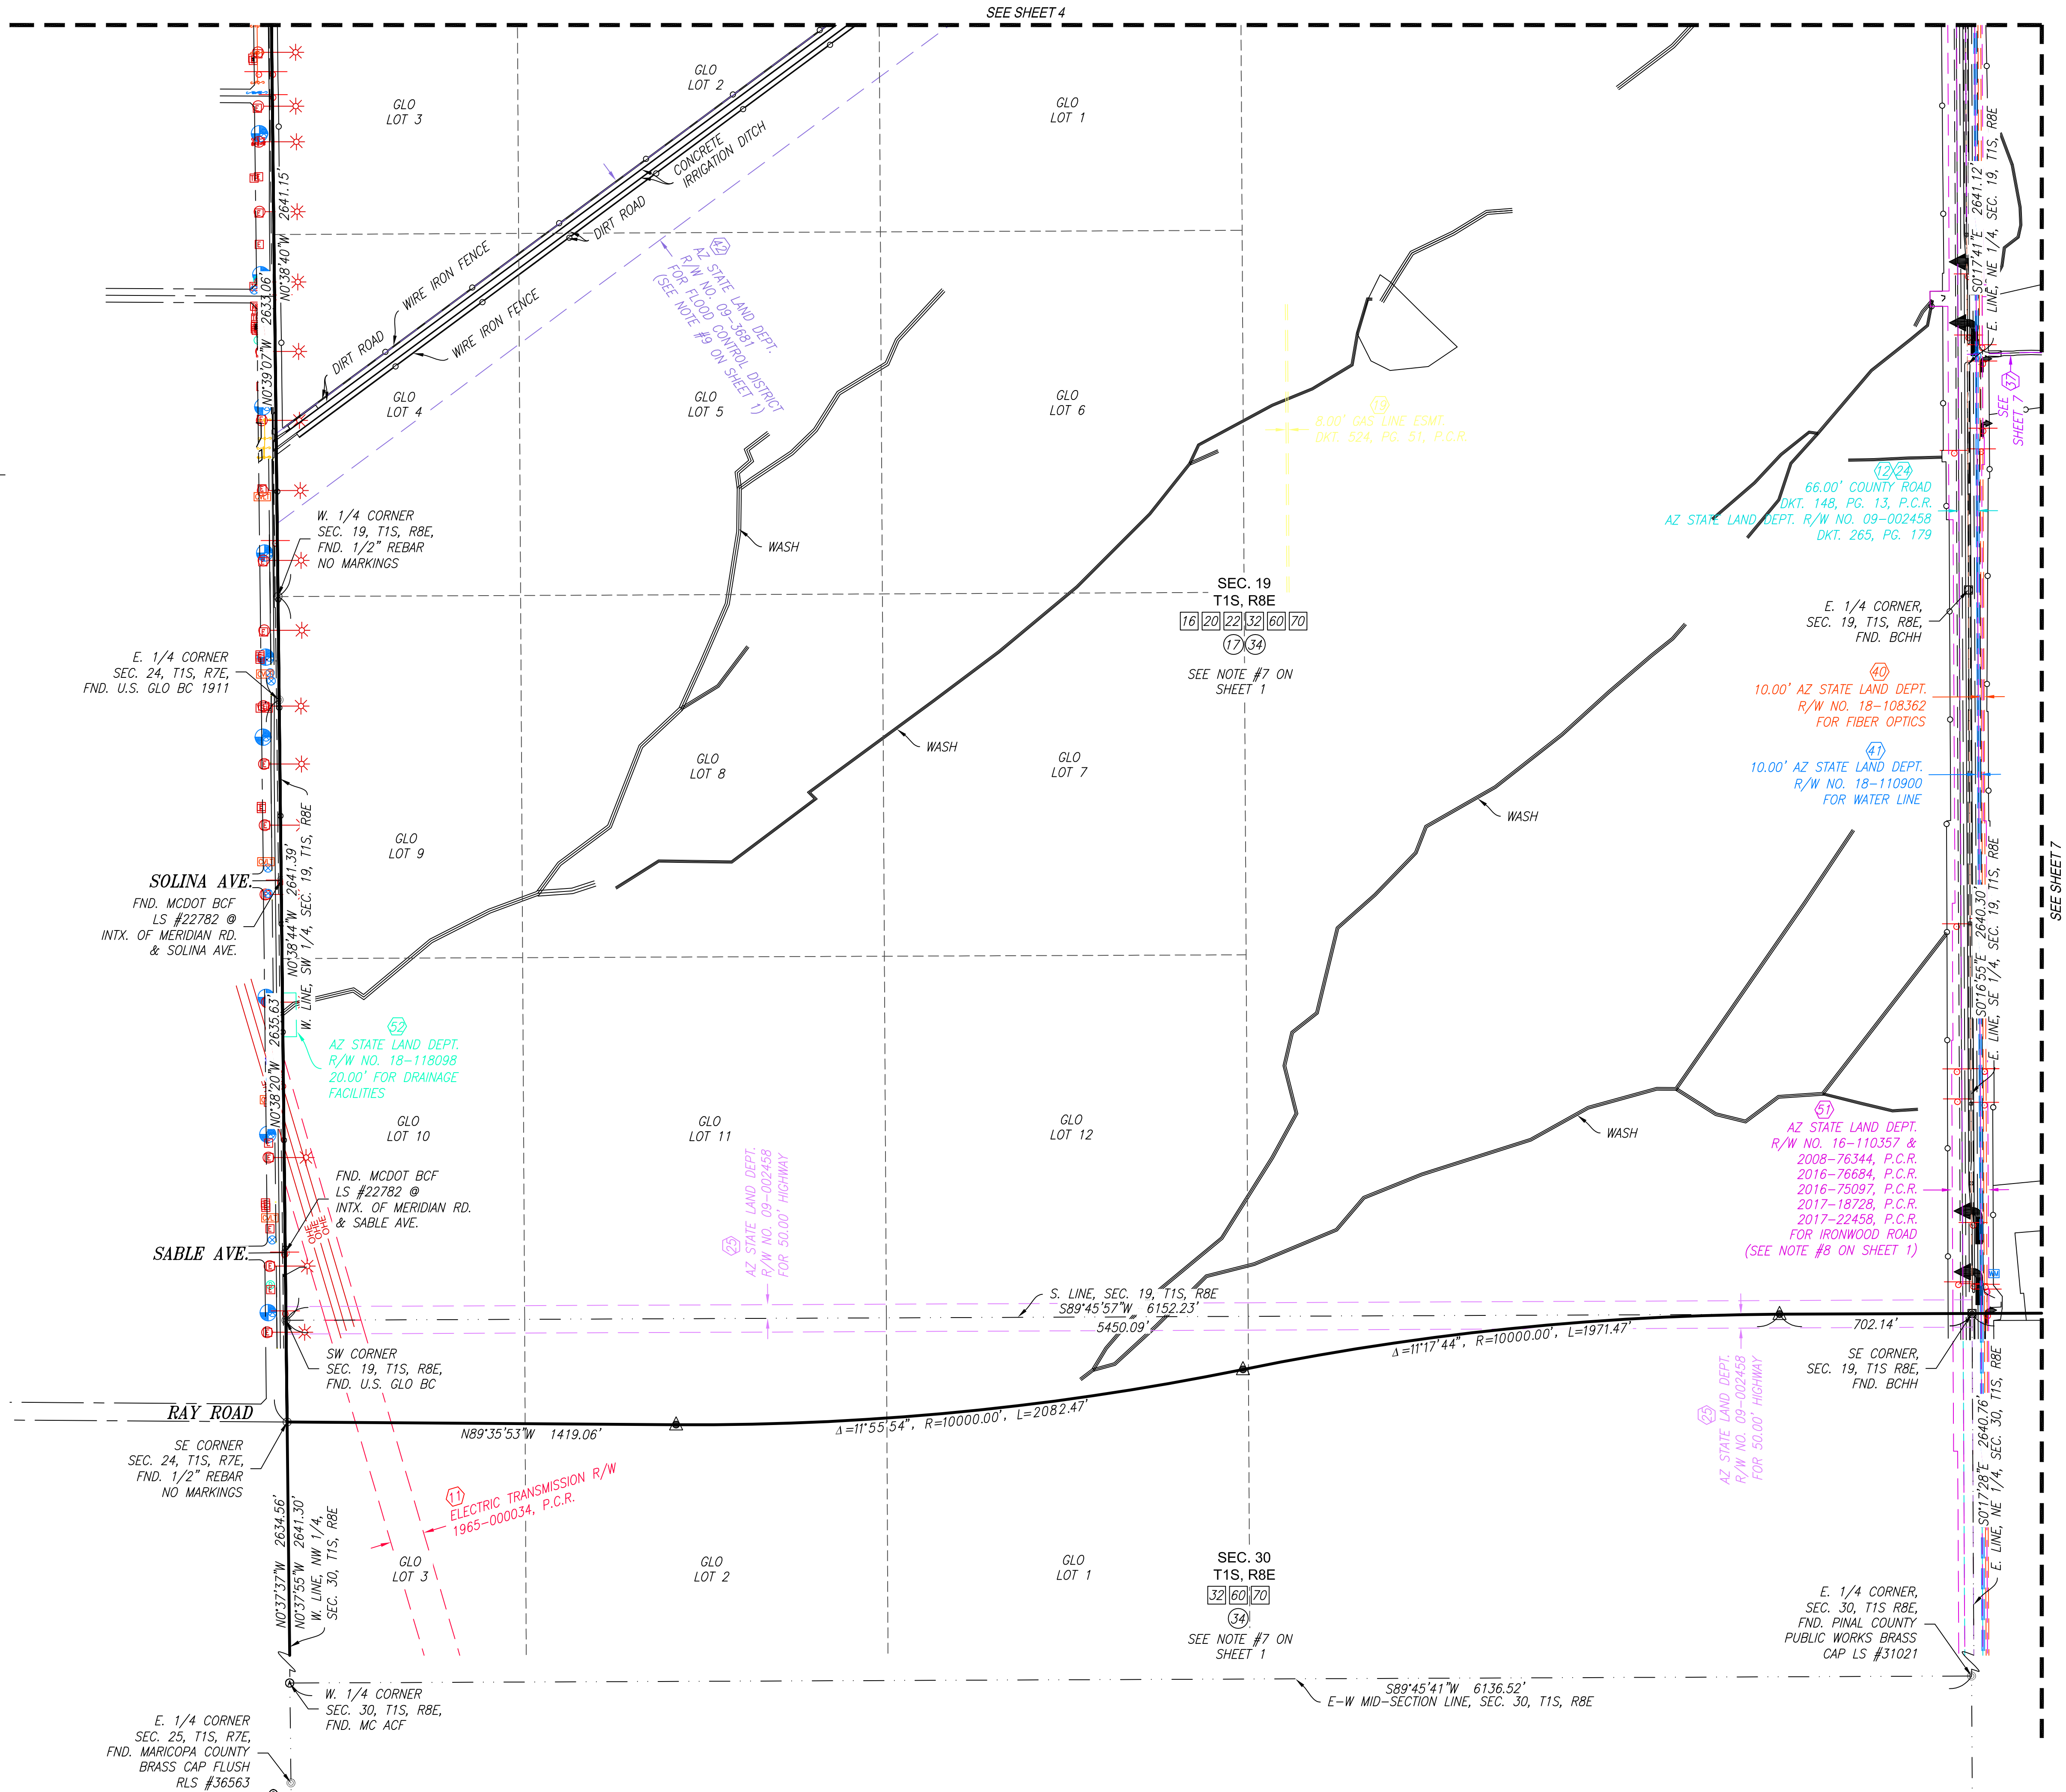 SEE SHEET 4
GLO
LOT 3
GLO
LOT 2
GLO
LOT 1
CONCRETE
IRRIGATION DITCH
DIRT ROAD
WIRE IRON FENCE
WIRE IRON FENCE
DIRT ROAD
N0°38'40"W 2641.15'
N0°39'07"W 2633.06'
42
AZ STATE LAND DEPT.
R/W NO. 09-3681
FOR FLOOD CONTROL DISTRICT
(SEE NOTE #9 ON SHEET 1)
S0°17'41"E 2641.12'
E. LINE, NE 1/4, SEC. 19, T1S, R8E
SEE 37
SHEET 7
GLO
LOT 4
GLO
LOT 5
GLO
LOT 6
8.00' GAS LINE ESMT
DKT. 524, PG. 51, P.C.R.
12 24
66.00' COUNTY ROAD
DKT. 148, PG. 13, P.C.R.
AZ STATE LAND DEPT. R/W NO. 09-002458
DKT. 265, PG. 179
W. 1/4 CORNER
SEC. 19, T1S, R8E,
FND. 1/2" REBAR
NO MARKINGS
WASH
SEC. 19
T1S, R8E
16 20 22 32 60 70
17 34
SEE NOTE #7 ON
SHEET 1
E. 1/4 CORNER,
SEC. 19, T1S, R8E,
FND. BCHH
E. 1/4 CORNER
SEC. 24, T1S, R7E,
FND. U.S. GLO BC 1911
40
10.00' AZ STATE LAND DEPT.
R/W NO. 18-108362
FOR FIBER OPTICS
41
10.00' AZ STATE LAND DEPT.
R/W NO. 18-110900
FOR WATER LINE
WASH
GLO
LOT 8
GLO
LOT 7
WASH
GLO
LOT 9
N0°38'44"W 2641.39'
W. LINE, SW 1/4, SEC. 19, T1S, R8E
SOLINA AVE.
FND. MCDOT BCF
LS #22782 @
INTX. OF MERIDIAN RD.
& SOLINA AVE.
SEE SHEET 7
S0°16'55"E 2640.30'
E. LINE, SE 1/4, SEC. 19, T1S, R8E
N0°38'20"W 2635.63'
52
AZ STATE LAND DEPT.
R/W NO. 18-118098
20.00' FOR DRAINAGE
FACILITIES
GLO
LOT 10
GLO
LOT 11
GLO
LOT 12
WASH
51
AZ STATE LAND DEPT.
R/W NO. 16-110357 &
2008-76344, P.C.R.
2016-76684, P.C.R.
2016-75097, P.C.R.
2017-18728, P.C.R.
2017-22458, P.C.R.
FOR IRONWOOD ROAD
(SEE NOTE #8 ON SHEET 1)
25
AZ STATE LAND DEPT.
R/W NO. 09-002458
FOR 50.00' HIGHWAY
FND. MCDOT BCF
LS #22782 @
INTX. OF MERIDIAN RD.
& SABLE AVE.
OHE
OHE
OHE
SABLE AVE.
WM
S. LINE, SEC. 19, T1S, R8E
S89°45'57"W 6152.23'
5450.09'
702.14'
Δ=11°17'44", R=10000.00', L=1971.47'
SW CORNER
SEC. 19, T1S, R8E,
FND. U.S. GLO BC
SE CORNER,
SEC. 19, T1S R8E,
FND. BCHH
25
AZ STATE LAND DEPT.
R/W NO. 09-002458
FOR 50.00' HIGHWAY
RAY ROAD
N89°35'53"W 1419.06'
Δ=11°55'54", R=10000.00', L=2082.47'
SE CORNER
SEC. 24, T1S, R7E,
FND. 1/2" REBAR
NO MARKINGS
11
ELECTRIC TRANSMISSION R/W
1965-000034, P.C.R.
N0°37'37"W 2634.56'
N0°37'55"W 2641.30'
W. LINE, NW 1/4,
SEC. 30, T1S, R8E
S0°17'28"E 2640.76'
E. LINE, NE 1/4, SEC. 30, T1S, R8E
GLO
LOT 3
GLO
LOT 2
GLO
LOT 1
SEC. 30
T1S, R8E
32 60 70
34
SEE NOTE #7 ON
SHEET 1
E. 1/4 CORNER,
SEC. 30, T1S R8E,
FND. PINAL COUNTY
PUBLIC WORKS BRASS
CAP LS #31021
S89°45'41"W 6136.52'
E-W MID-SECTION LINE, SEC. 30, T1S, R8E
W. 1/4 CORNER
SEC. 30, T1S, R8E,
FND. MC ACF
E. 1/4 CORNER
SEC. 25, T1S, R7E,
FND. MARICOPA COUNTY
BRASS CAP FLUSH
RLS #36563